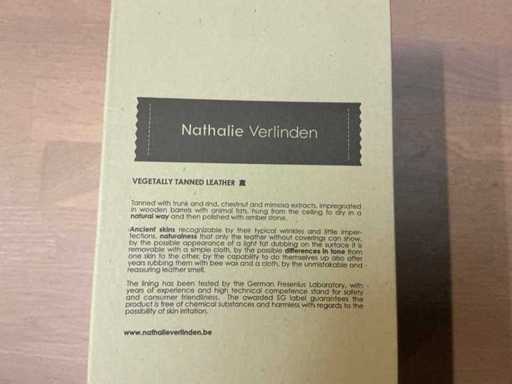 Nathalie Verlinden
VEGETALLY TANNED LEATHER
Tanned with trunk and rind, chestnut and mimosa extracts, impregnated
in wooden barrels with animal fats, hung from the ceiling to dry in a
natural way and then polished with amber stone.
Ancient skins recognizable by their typical wrinkles and little imper-
fections, naturalness that only the leather without coverings can show,
by the possible appearance of a light fat dubbing on the surface it is
removable with a simple cloth, by the possible differences in tone from
one skin to the other, by the capability to do themselves up also after
years rubbing them with bee wax and a cloth, by the unmistakable and
reassuring leather smell.
The lining has been tested by the German Fresenius Laboratory, with
years of experience and high technical competence stand for safety
and consumer friendliness. The awarded SG label guarantees the
product is free of chemical substances and harmless with regards to the
possibility of skin irritation.
www.nathalieverlinden.be